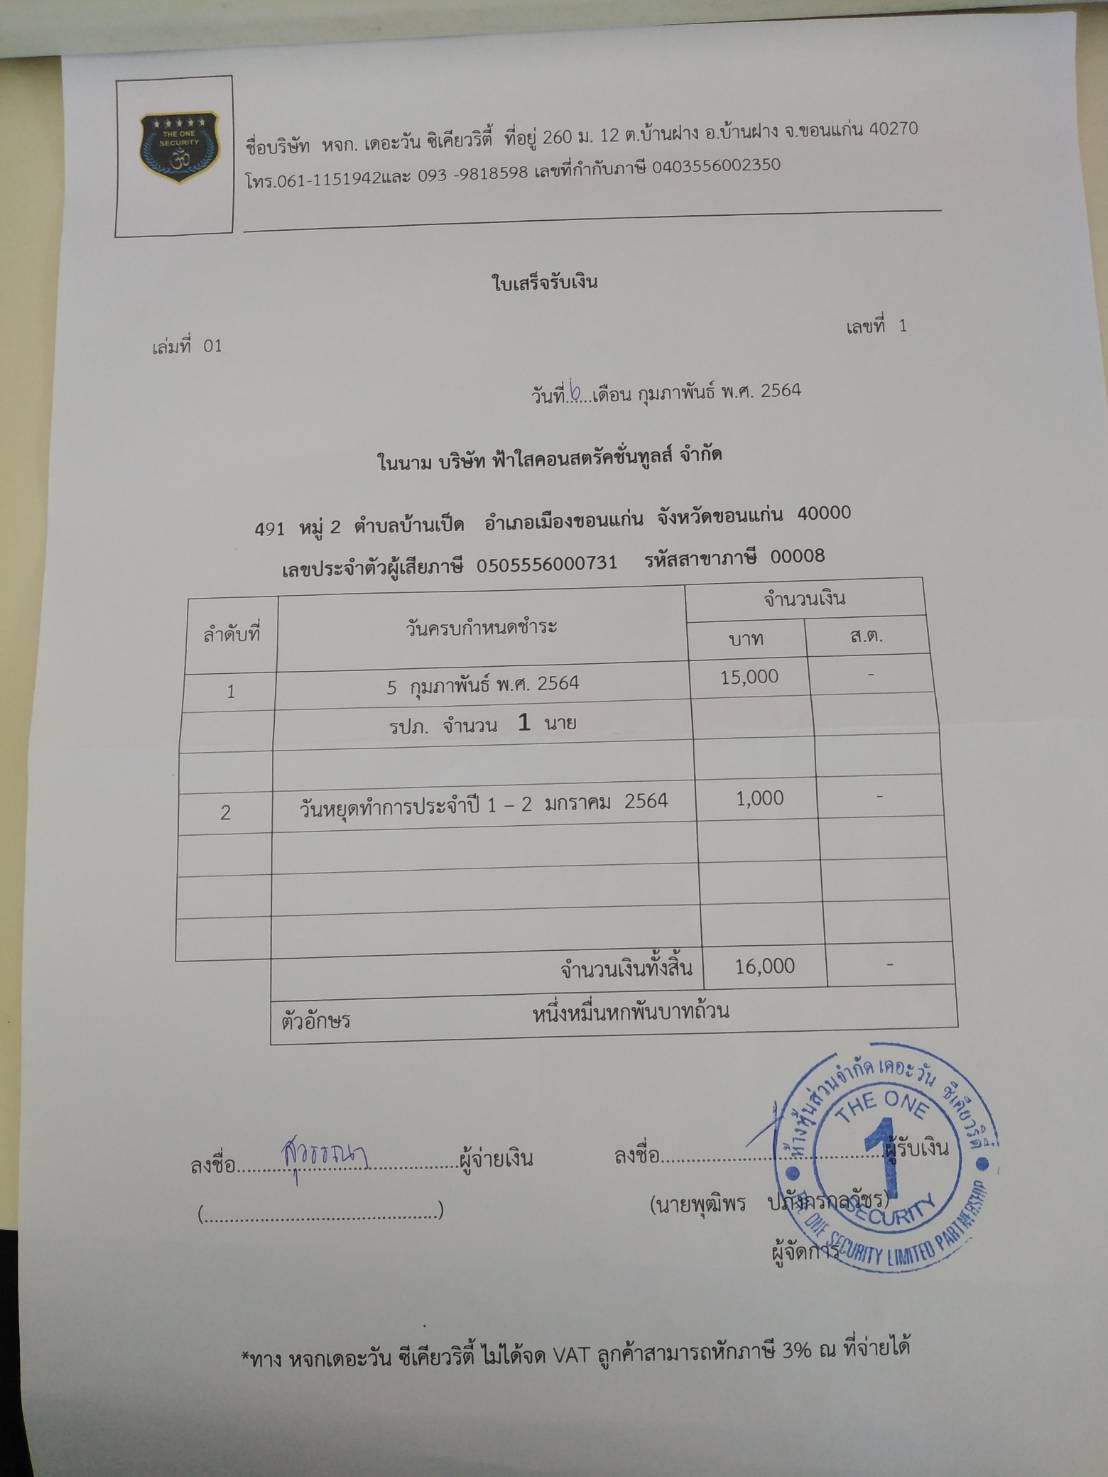 THE ONE
SECURITY
ชื่อบริษัท หจก. เดอะวัน ซิเคียวริตี้ ที่อยู่ 260 ม. 12 ต.บ้านฝาง อ.บ้านฝาง จ.ขอนแก่น 40270
โทร.061-1151942และ 093 -9818598 เลขที่กำกับภาษี 0403556002350
ใบเสร็จรับเงิน
เล่มที่ 01 เลขที่ 1
วันที่.6.....เดือน กุมภาพันธ์ พ.ศ. 2564
ในนาม บริษัท ฟ้าใสคอนสตรัคชั่นทูลส์ จำกัด
491 หมู่ 2 ตำบลบ้านเป็ด อำเภอเมืองขอนแก่น จังหวัดขอนแก่น 40000
เลขประจำตัวผู้เสียภาษี 0505556000731 รหัสสาขาภาษี 00008
ลำดับที่ วันครบกำหนดชำระ จำนวนเงิน
บาท ส.ต.
1 5 กุมภาพันธ์ พ.ศ. 2564 15,000 -
รปภ. จำนวน 1 นาย
2 วันหยุดทำการประจำปี 1 – 2 มกราคม 2564 1,000 -
จำนวนเงินทั้งสิ้น 16,000 -
ตัวอักษร หนึ่งหมื่นหกพันบาทถ้วน
ลงชื่อ สุวรรณา ผู้จ่ายเงิน ลงชื่อ........................................ผู้รับเงิน
(.........................................) (นายพุฒิพร ปภังกรกุลวัชร)
ผู้จัดการ
ห้างหุ้นส่วนจำกัด เดอะวัน ซีเคียวริตี้
THE ONE
1
SECURITY
THE ONE SECURITY LIMITED PARTNERSHIP
*ทาง หจกเดอะวัน ซีเคียวริตี้ ไม่ได้จด VAT ลูกค้าสามารถหักภาษี 3% ณ ที่จ่ายได้